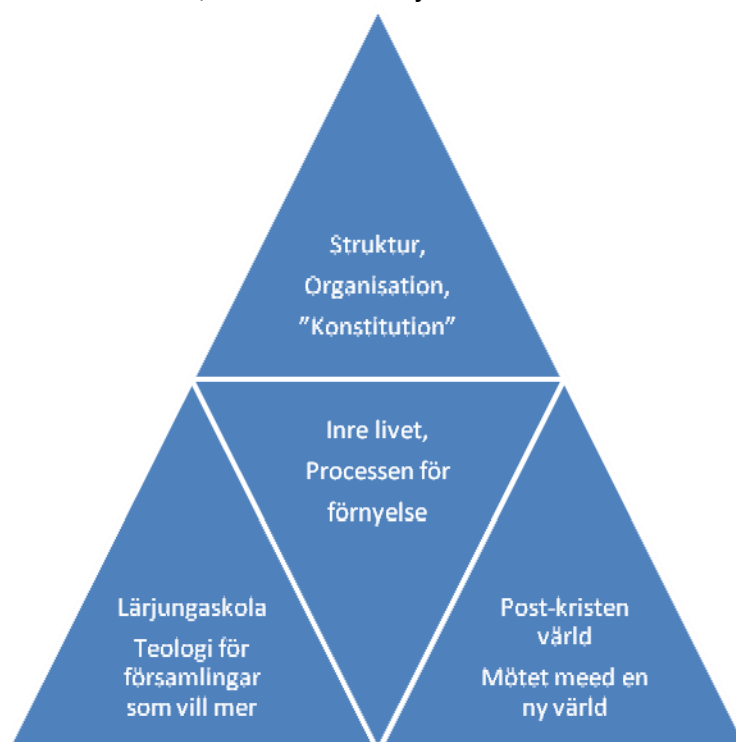 Struktur,
Organisation,
”Konstitution”
Inre livet,
Processen för
förnyelse
Lärjungaskola
Teologi för
församlingar
som vill mer
Post-kristen
värld
Mötet meed en
ny värld